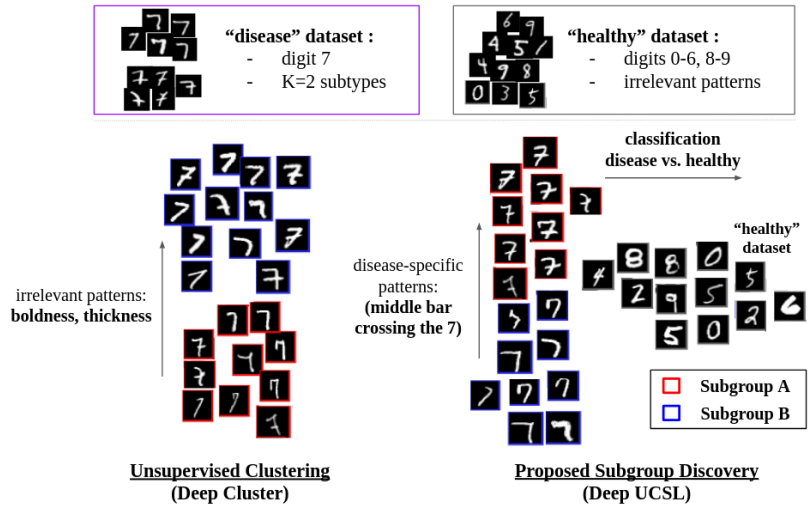 “disease” dataset :
- digit 7
- K=2 subtypes
“healthy” dataset :
- digits 0-6, 8-9
- irrelevant patterns
classification
disease vs. healthy
“healthy”
dataset
irrelevant patterns:
boldness, thickness
disease-specific
patterns:
(middle bar
crossing the 7)
Subgroup A
Subgroup B
Unsupervised Clustering
(Deep Cluster)
Proposed Subgroup Discovery
(Deep UCSL)